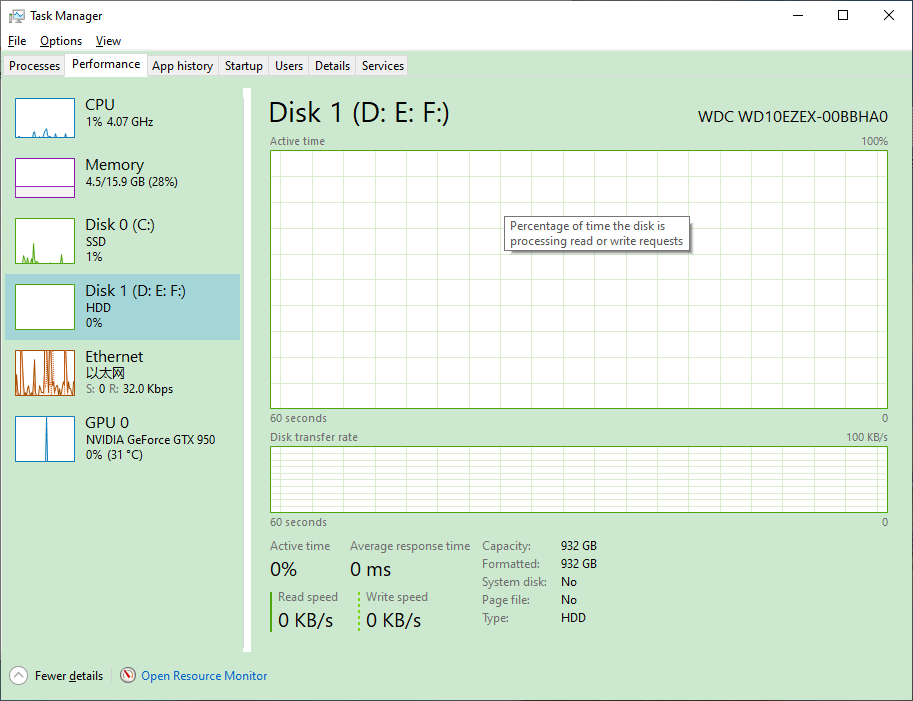 Task Manager
File Options View
Processes Performance App history Startup Users Details Services
CPU
1% 4.07 GHz
Memory
4.5/15.9 GB (28%)
Disk 0 (C:)
SSD
1%
Disk 1 (D: E: F:)
HDD
0%
Ethernet
以太网
S: 0 R: 32.0 Kbps
GPU 0
NVIDIA GeForce GTX 950
0% (31 °C)
Disk 1 (D: E: F:)
WDC WD10EZEX-00BBHA0
Active time 100%
Percentage of time the disk is
processing read or write requests
60 seconds 0
Disk transfer rate 100 KB/s
60 seconds 0
Active time Average response time
0% 0 ms
Read speed Write speed
0 KB/s 0 KB/s
Capacity: 932 GB
Formatted: 932 GB
System disk: No
Page file: No
Type: HDD
Fewer details Open Resource Monitor